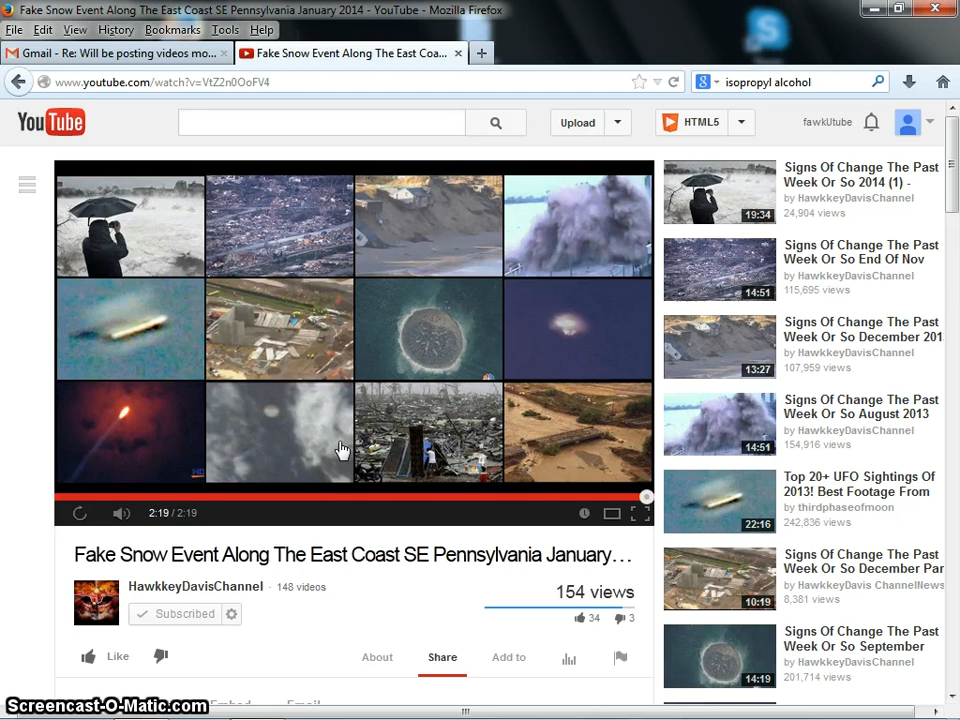 Fake Snow Event Along The East Coast SE Pennsylvania January 2014 - YouTube - Mozilla Firefox
File Edit View History Bookmarks Tools Help
Gmail - Re: Will be posting videos mo...
Fake Snow Event Along The East Coa...
www.youtube.com/watch?v=VtZ2n0OoFV4
isopropyl alcohol
YouTube
Upload
HTML5
fawkUtube
Signs Of Change The Past
Week Or So 2014 (1) -
by HawkkeyDavisChannel
24,904 views
19:34
Signs Of Change The Past
Week Or So End Of Nov
by HawkkeyDavisChannel
115,695 views
14:51
Signs Of Change The Past
Week Or So December 201
by HawkkeyDavisChannel
107,959 views
13:27
Signs Of Change The Past
Week Or So August 2013
by HawkkeyDavisChannel
154,916 views
14:51
Top 20+ UFO Sightings Of
2013! Best Footage From
by thirdphaseofmoon
242,836 views
22:16
Signs Of Change The Past
Week Or So December Par
by HawkkeyDavis ChannelNews
8,381 views
10:19
Signs Of Change The Past
Week Or So September
by HawkkeyDavisChannel
201,714 views
14:19
HD
2:19 / 2:19
Fake Snow Event Along The East Coast SE Pennsylvania January...
HawkkeyDavisChannel · 148 videos
Subscribed
154 views
34 3
Like
About Share Add to
Embed Email
Screencast-O-Matic.com